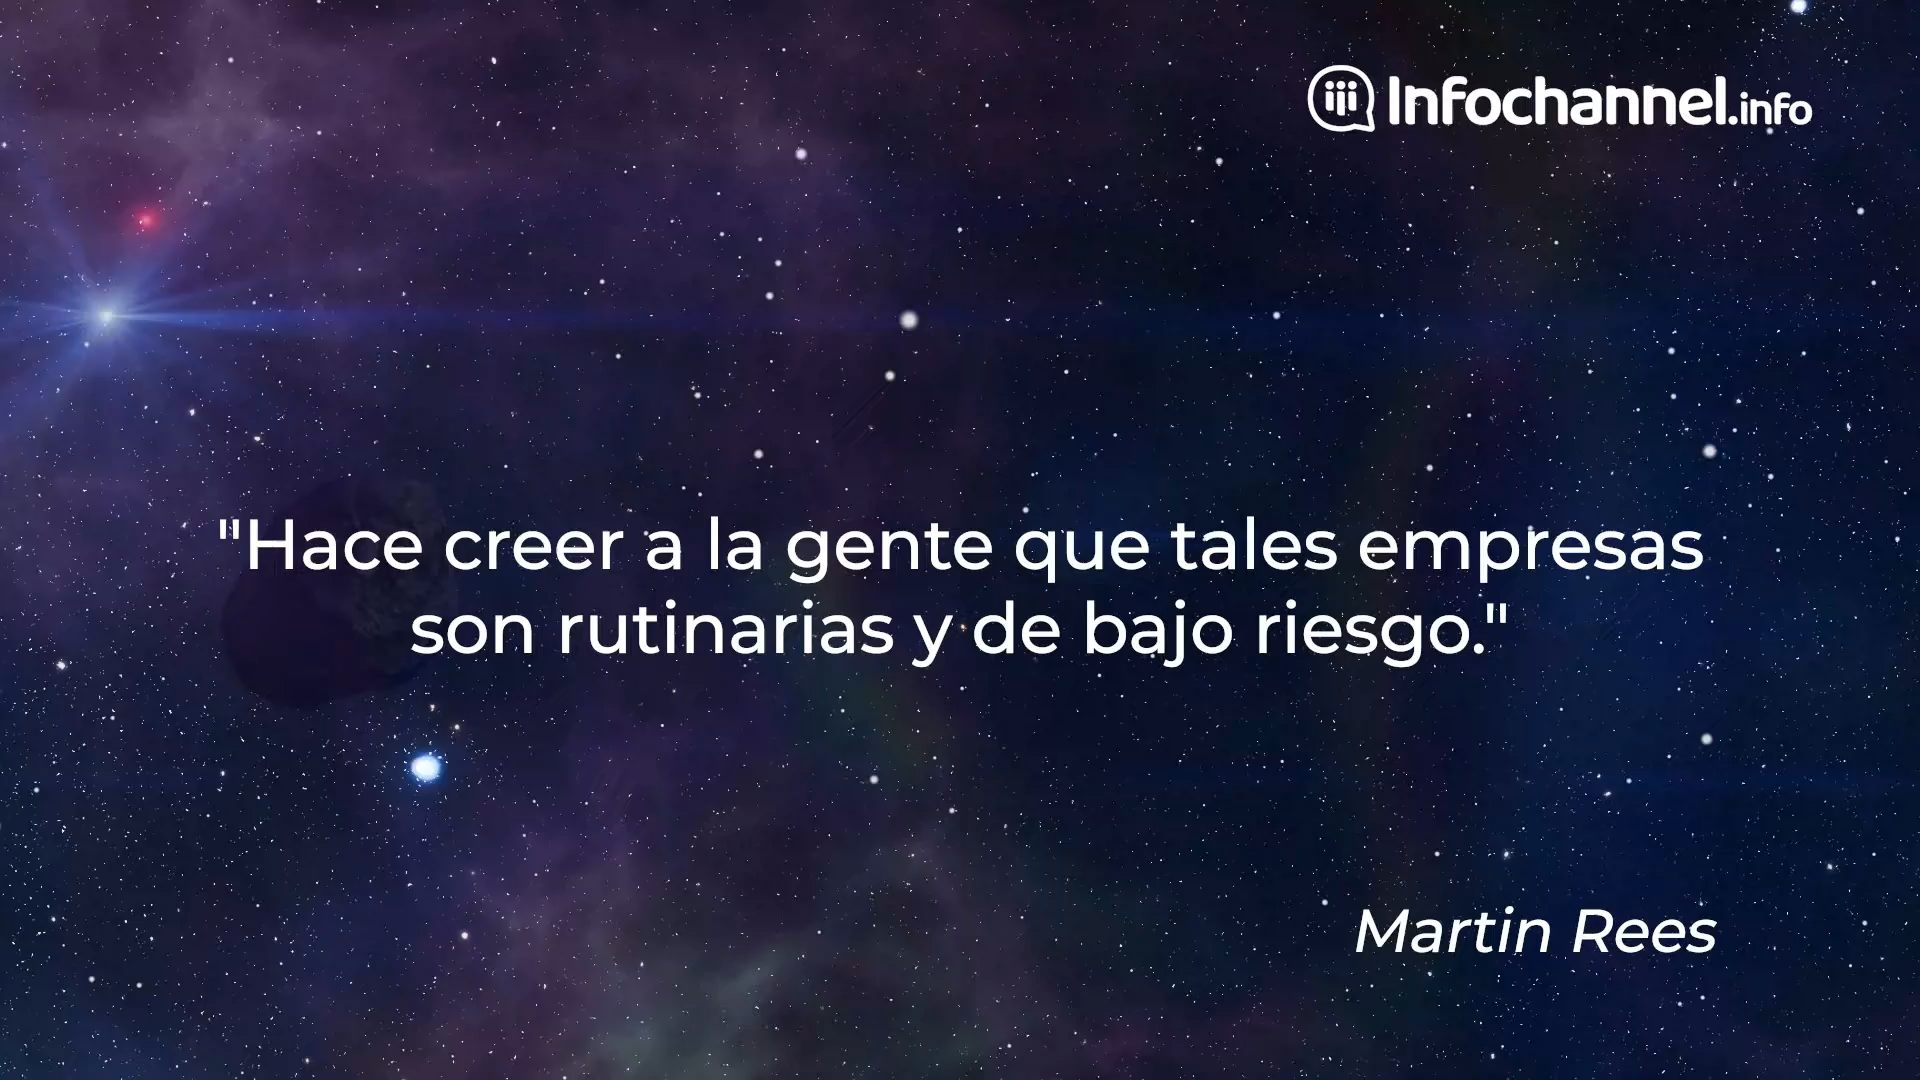 Infochannel.info
"Hace creer a la gente que tales empresas
son rutinarias y de bajo riesgo."
Martin Rees